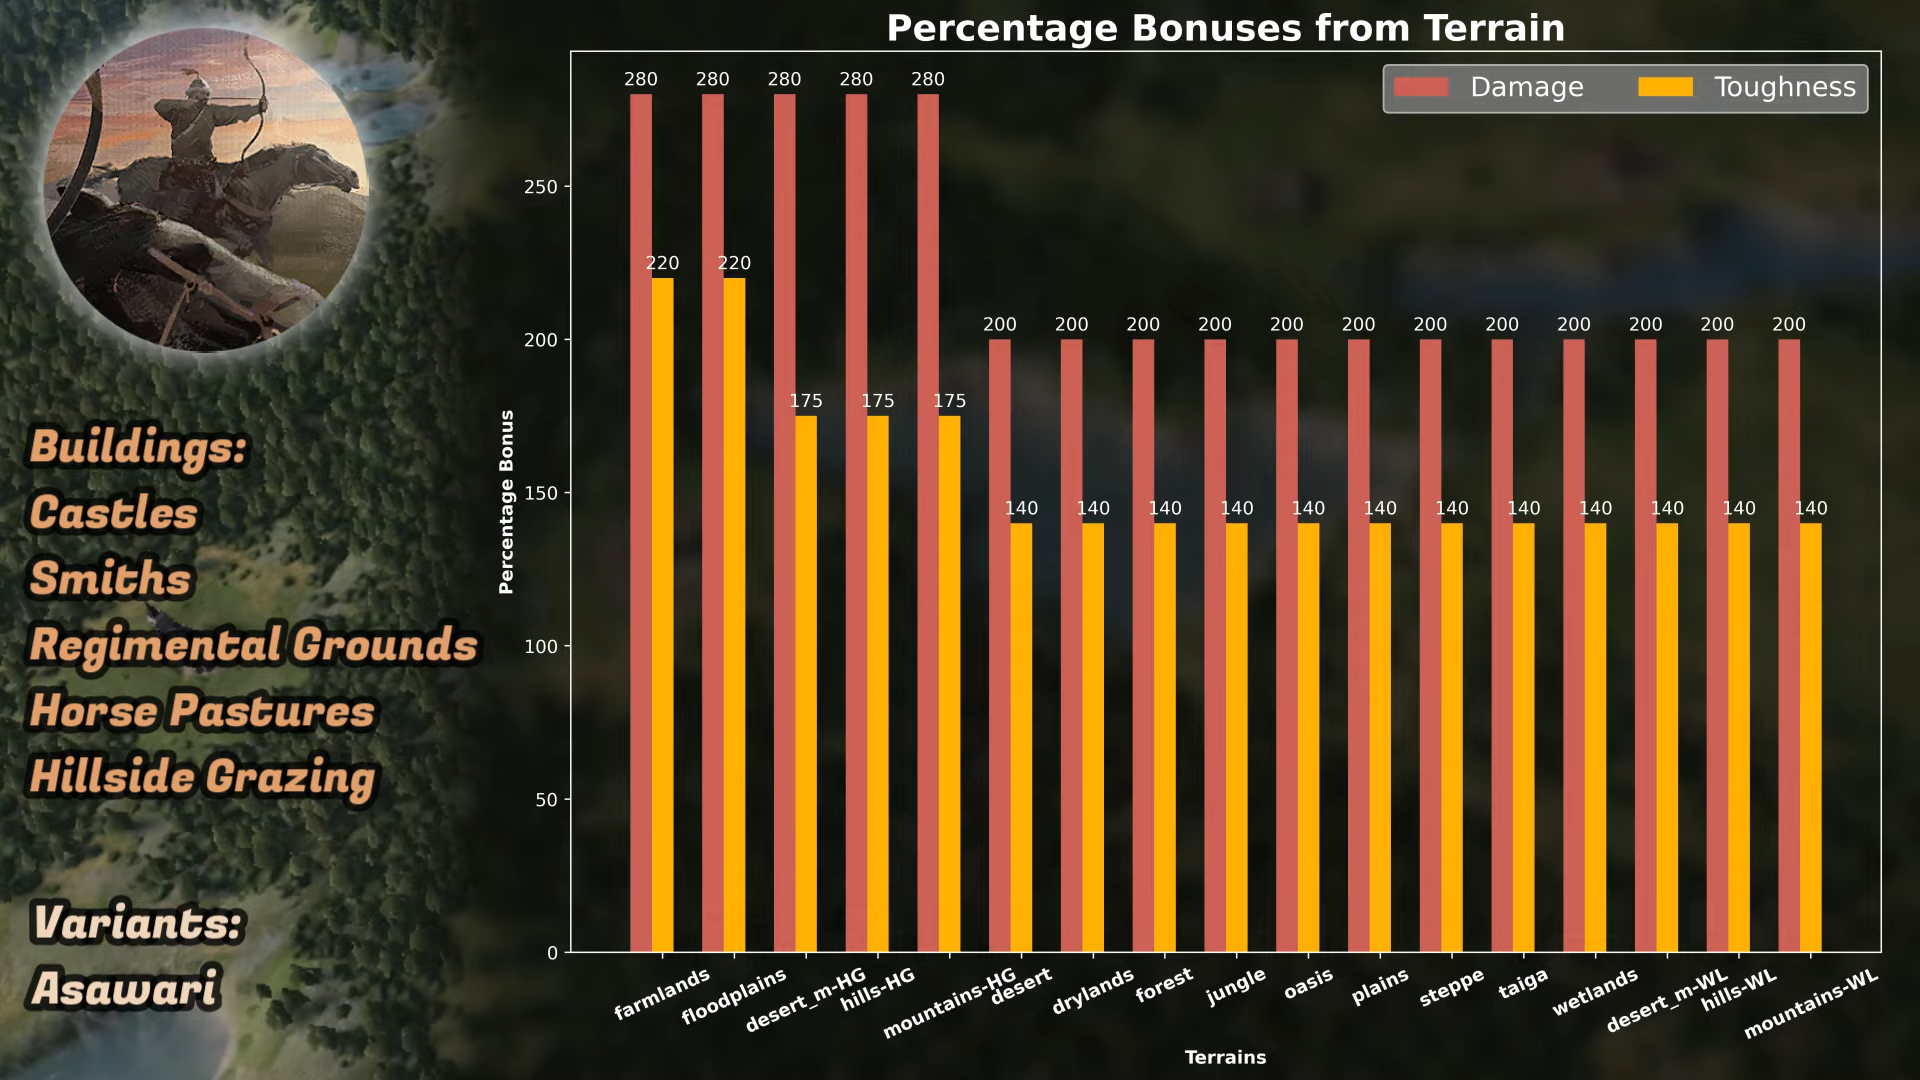 Percentage Bonuses from Terrain
Damage Toughness
280 280 280 280 280
220 220
175 175 175
200 200 200 200 200 200 200 200 200 200 200 200
140 140 140 140 140 140 140 140 140 140 140 140
250
200
150
100
50
0
Percentage Bonus
farmlands floodplains desert_m-HG hills-HG mountains-HG desert drylands forest jungle oasis plains steppe taiga wetlands desert_m-WL hills-WL mountains-WL
Terrains
Buildings:
Castles
Smiths
Regimental Grounds
Horse Pastures
Hillside Grazing
Variants:
Asawari